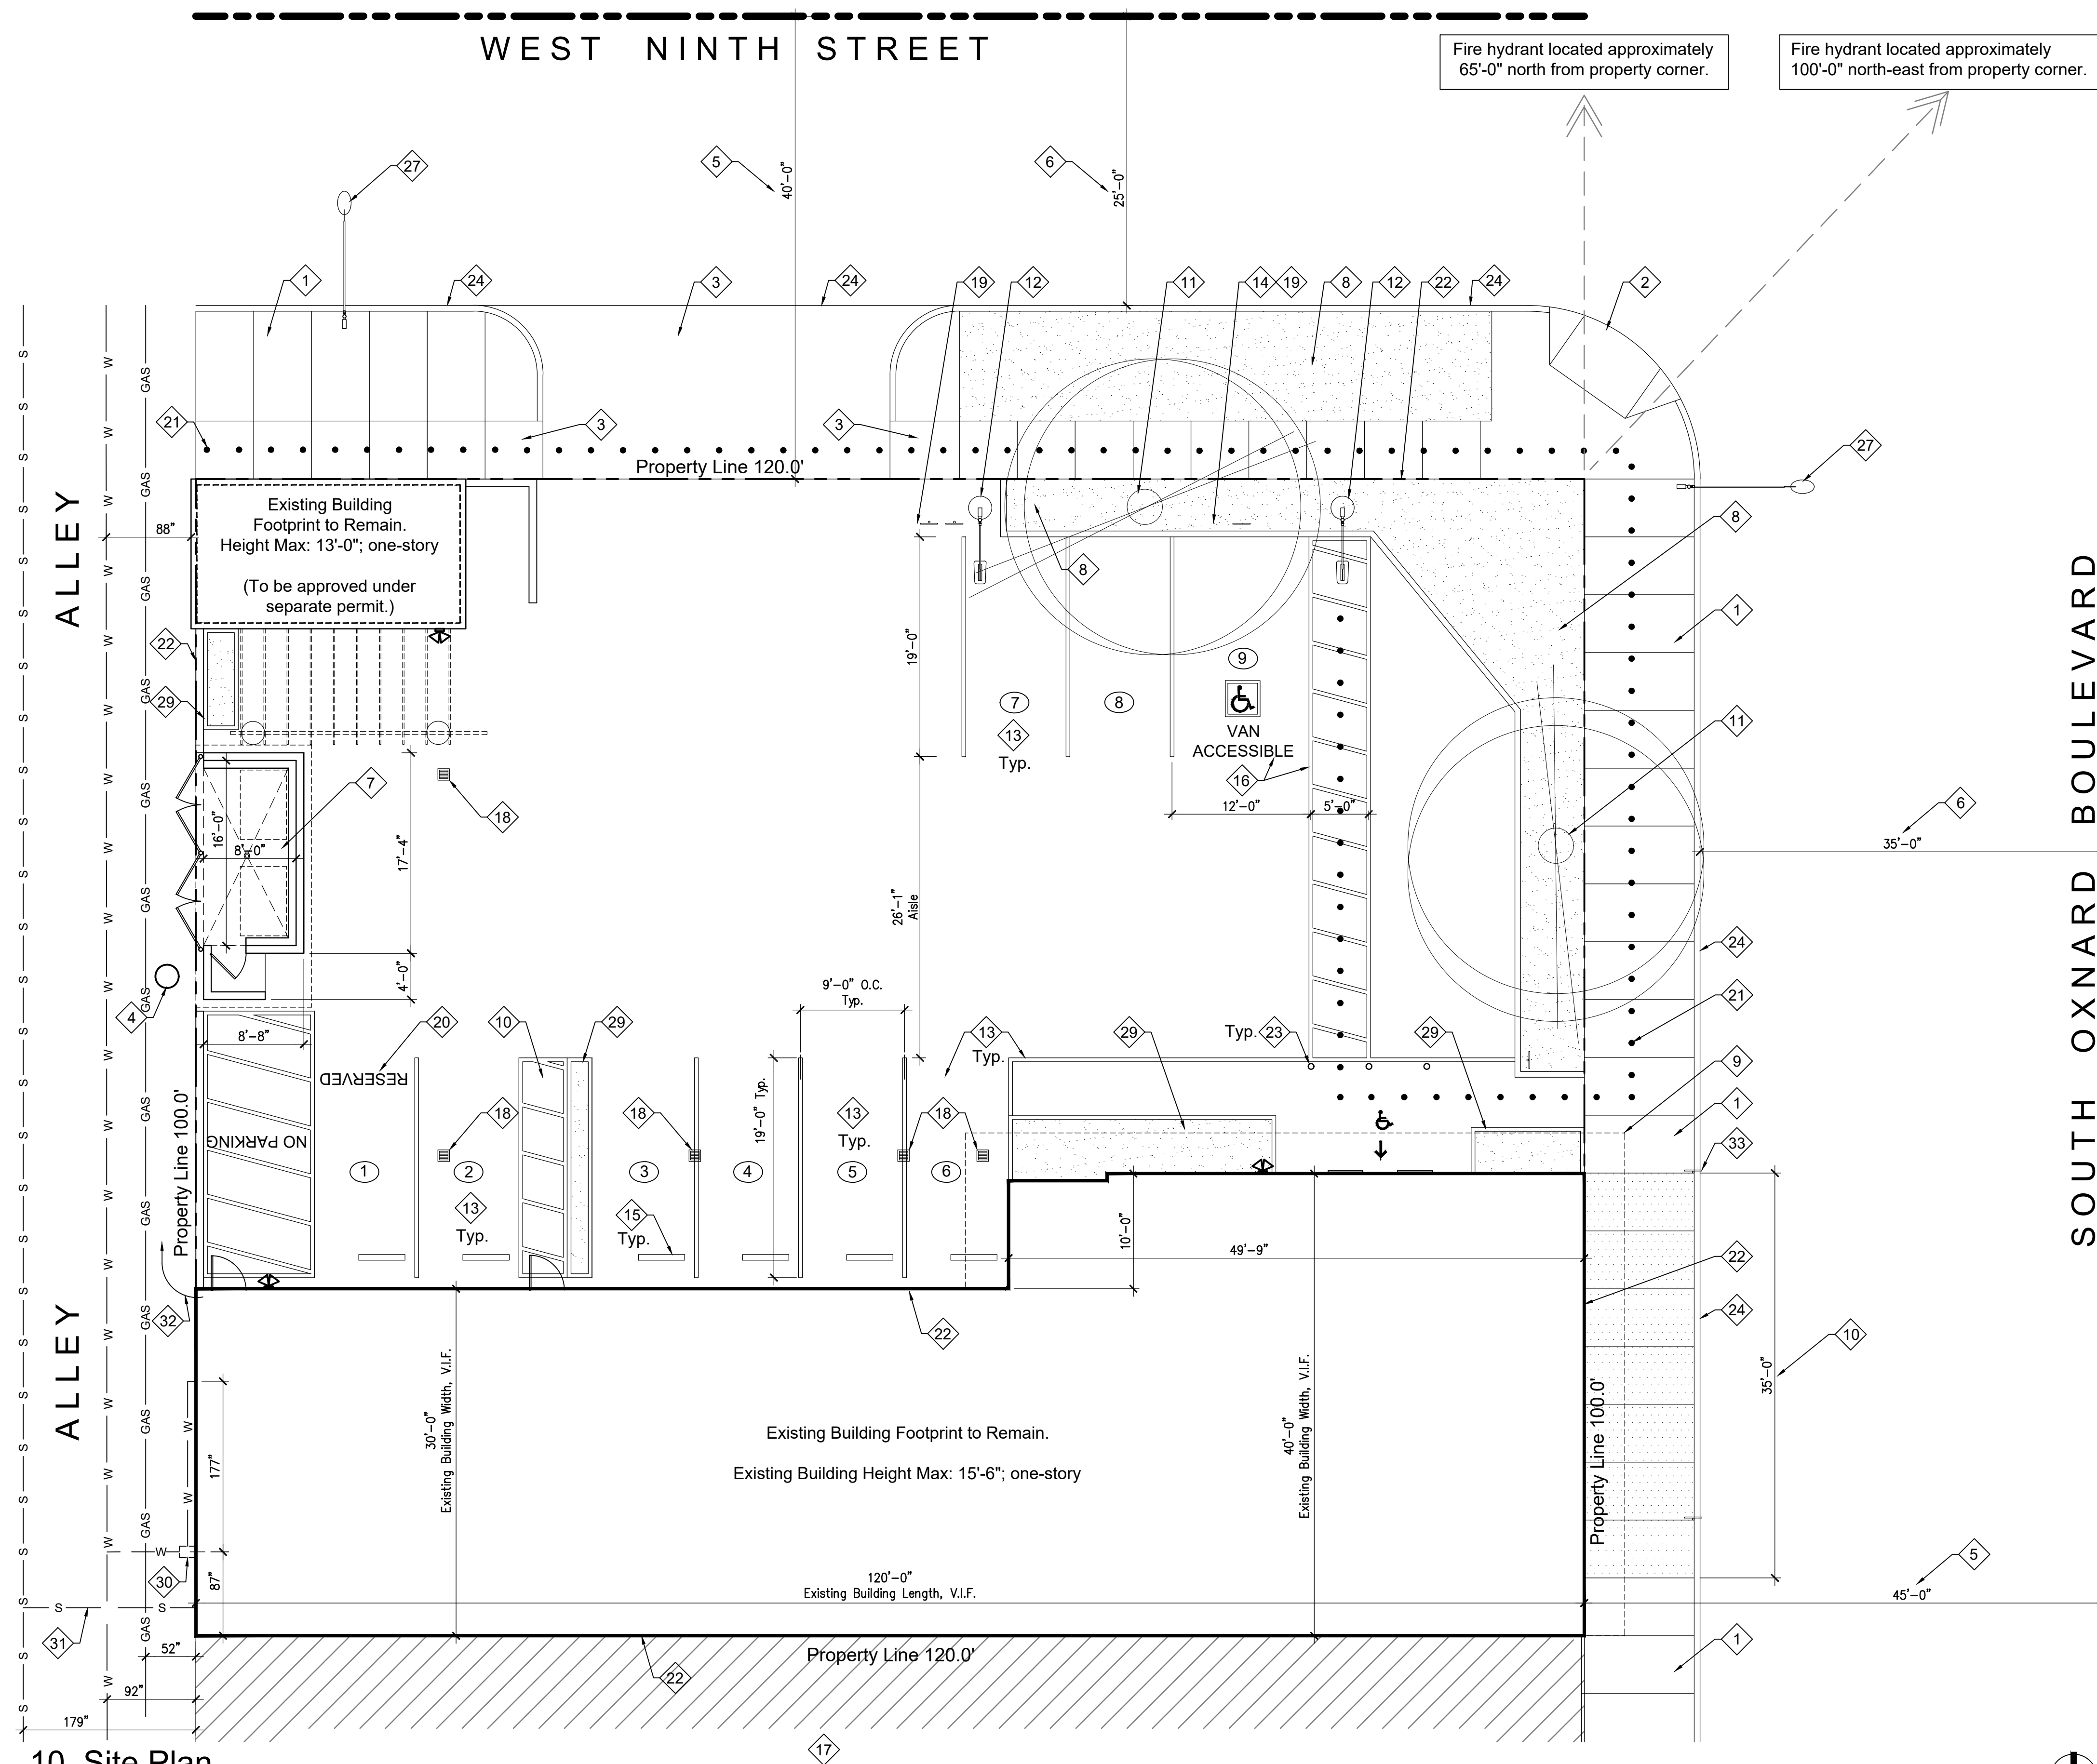 WEST NINTH STREET
Fire hydrant located approximately
65'-0" north from property corner.
Fire hydrant located approximately
100'-0" north-east from property corner.
27
5
40'-0"
6
25'-0"
1
24
3
24
19
12
11
14
19
8
12
22
24
2
21
3
3
27
Property Line 120.0'
ALLEY
88"
Existing Building
Footprint to Remain.
Height Max: 13'-0"; one-story
(To be approved under
separate permit.)
8
8
1
22
29
19'-0"
9
7
8
13
Typ.
VAN
ACCESSIBLE
16
12'-0"
5'-0"
11
7
18
16'-0"
8'-0"
17'-4"
4'-0"
26'-1"
Aisle
6
35'-0"
SOUTH OXNARD BOULEVARD
24
21
4
8'-8"
20
RESERVED
10
29
9'-0" O.C.
Typ.
13
Typ.
29
Typ.
23
29
9
1
33
NO PARKING
Property Line 100.0'
18
18
19'-0" Typ.
13
Typ.
18
1
2
3
4
5
6
13
Typ.
15
Typ.
10'-0"
49'-9"
22
24
10
35'-0"
32
22
ALLEY
30'-0"
Existing Building Width, V.I.F.
40'-0"
Existing Building Width, V.I.F.
Property Line 100.0'
Existing Building Footprint to Remain.
Existing Building Height Max: 15'-6"; one-story
177"
87"
30
120'-0"
Existing Building Length, V.I.F.
5
45'-0"
31
52"
92"
179"
Property Line 120.0'
22
1
17
S
W
GAS
10 Site Plan